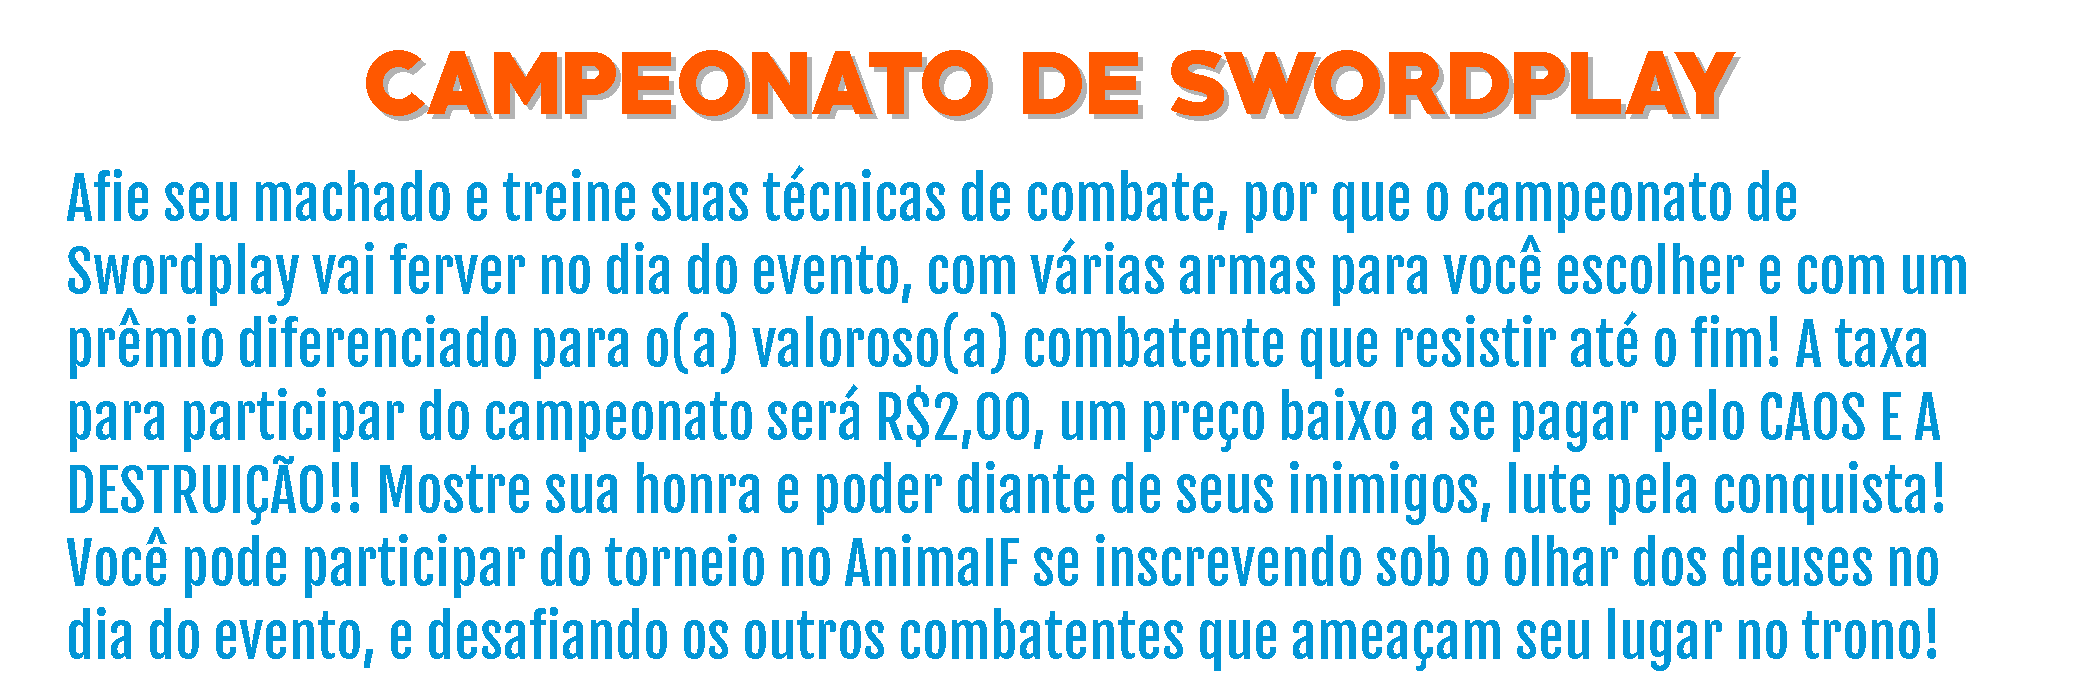 CAMPEONATO DE SWORDPLAY
Afie seu machado e treine suas técnicas de combate, por que o campeonato de
Swordplay vai ferver no dia do evento, com várias armas para você escolher e com um
prêmio diferenciado para o(a) valoroso(a) combatente que resistir até o fim! A taxa
para participar do campeonato será R$2,00, um preço baixo a se pagar pelo CAOS E A
DESTRUIÇÃO!! Mostre sua honra e poder diante de seus inimigos, lute pela conquista!
Você pode participar do torneio no AnimaIF se inscrevendo sob o olhar dos deuses no
dia do evento, e desafiando os outros combatentes que ameaçam seu lugar no trono!